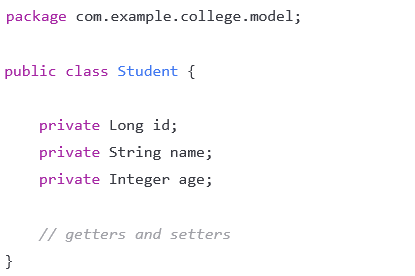 package com.example.college.model;
public class Student {
private Long id;
private String name;
private Integer age;
// getters and setters
}